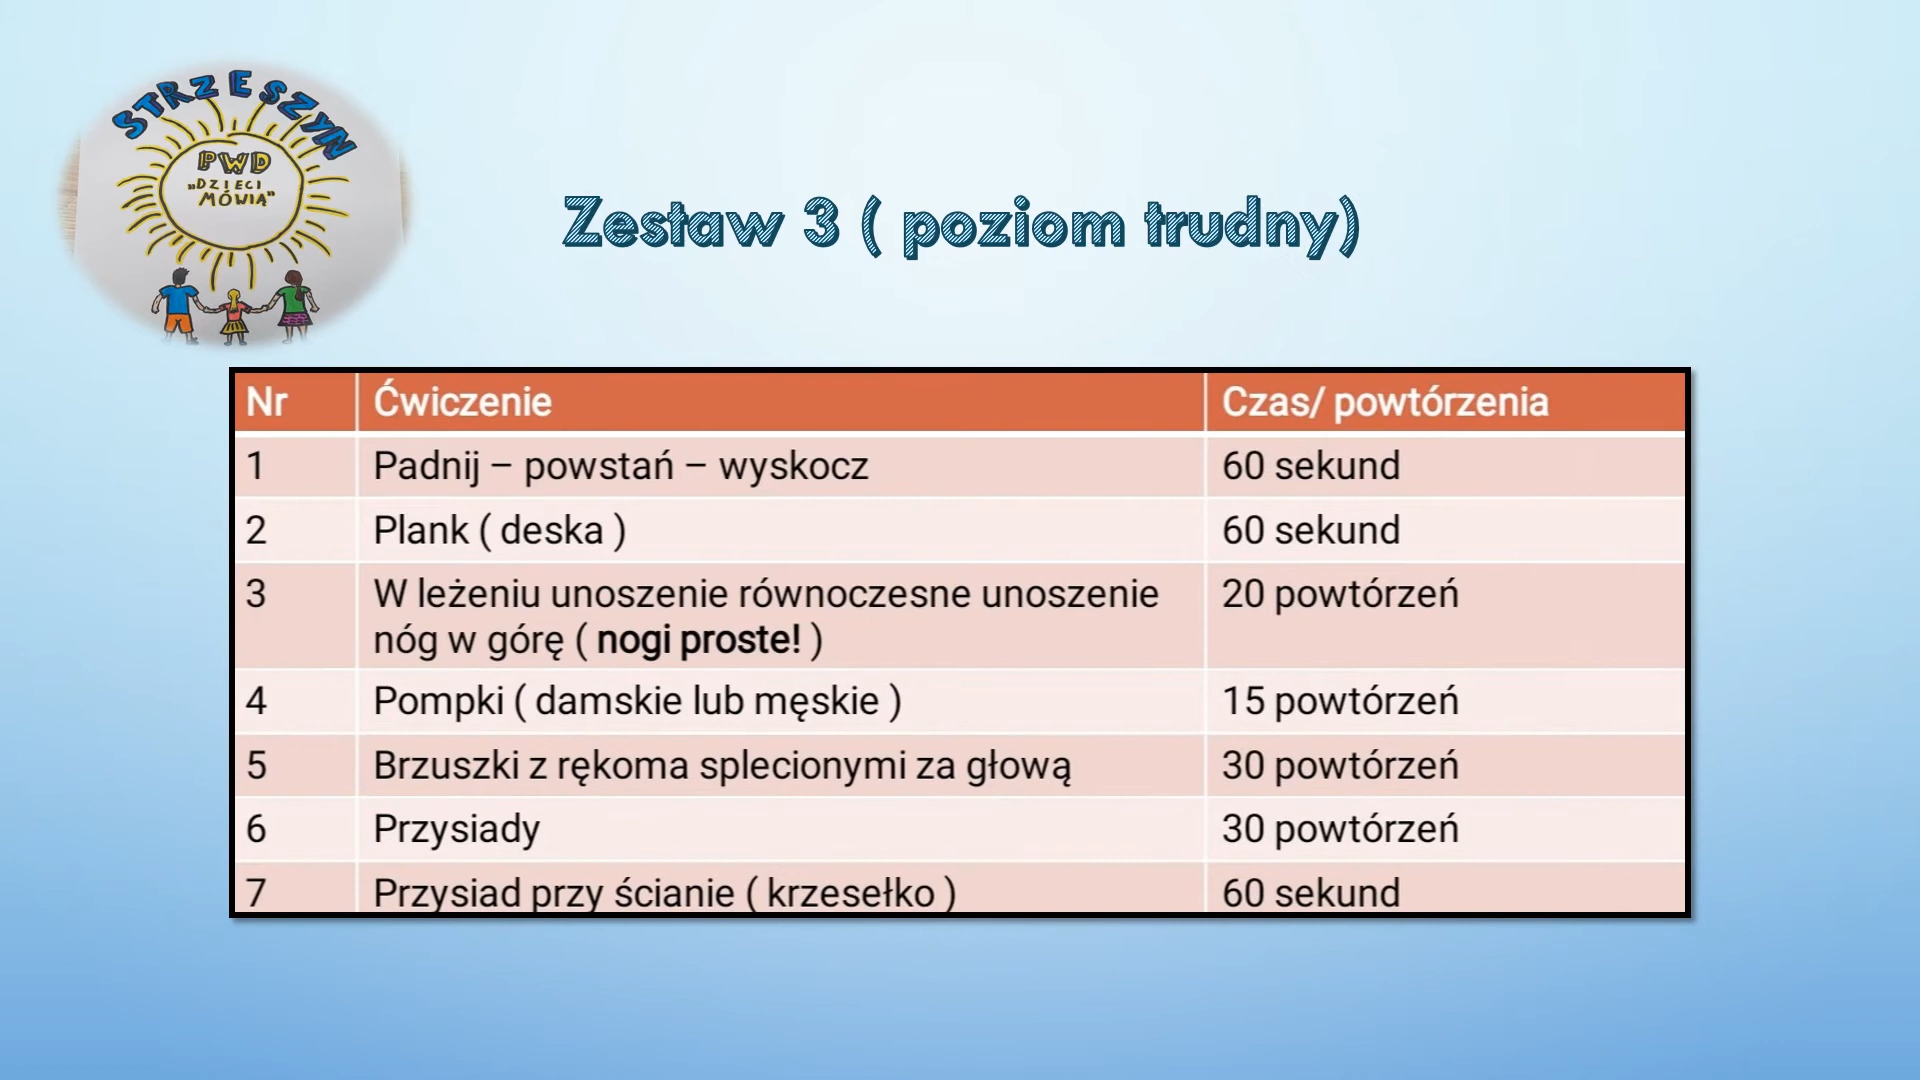 STRZESZYN
PWD
„DZIECI
MÓWIĄ"
Zestaw 3 ( poziom trudny)
Nr Ćwiczenie Czas/ powtórzenia
1 Padnij – powstań – wyskocz 60 sekund
2 Plank ( deska ) 60 sekund
3 W leżeniu unoszenie równoczesne unoszenie 20 powtórzeń
nóg w górę ( nogi proste! )
4 Pompki ( damskie lub męskie ) 15 powtórzeń
5 Brzuszki z rękoma splecionymi za głową 30 powtórzeń
6 Przysiady 30 powtórzeń
7 Przysiad przy ścianie ( krzesełko ) 60 sekund